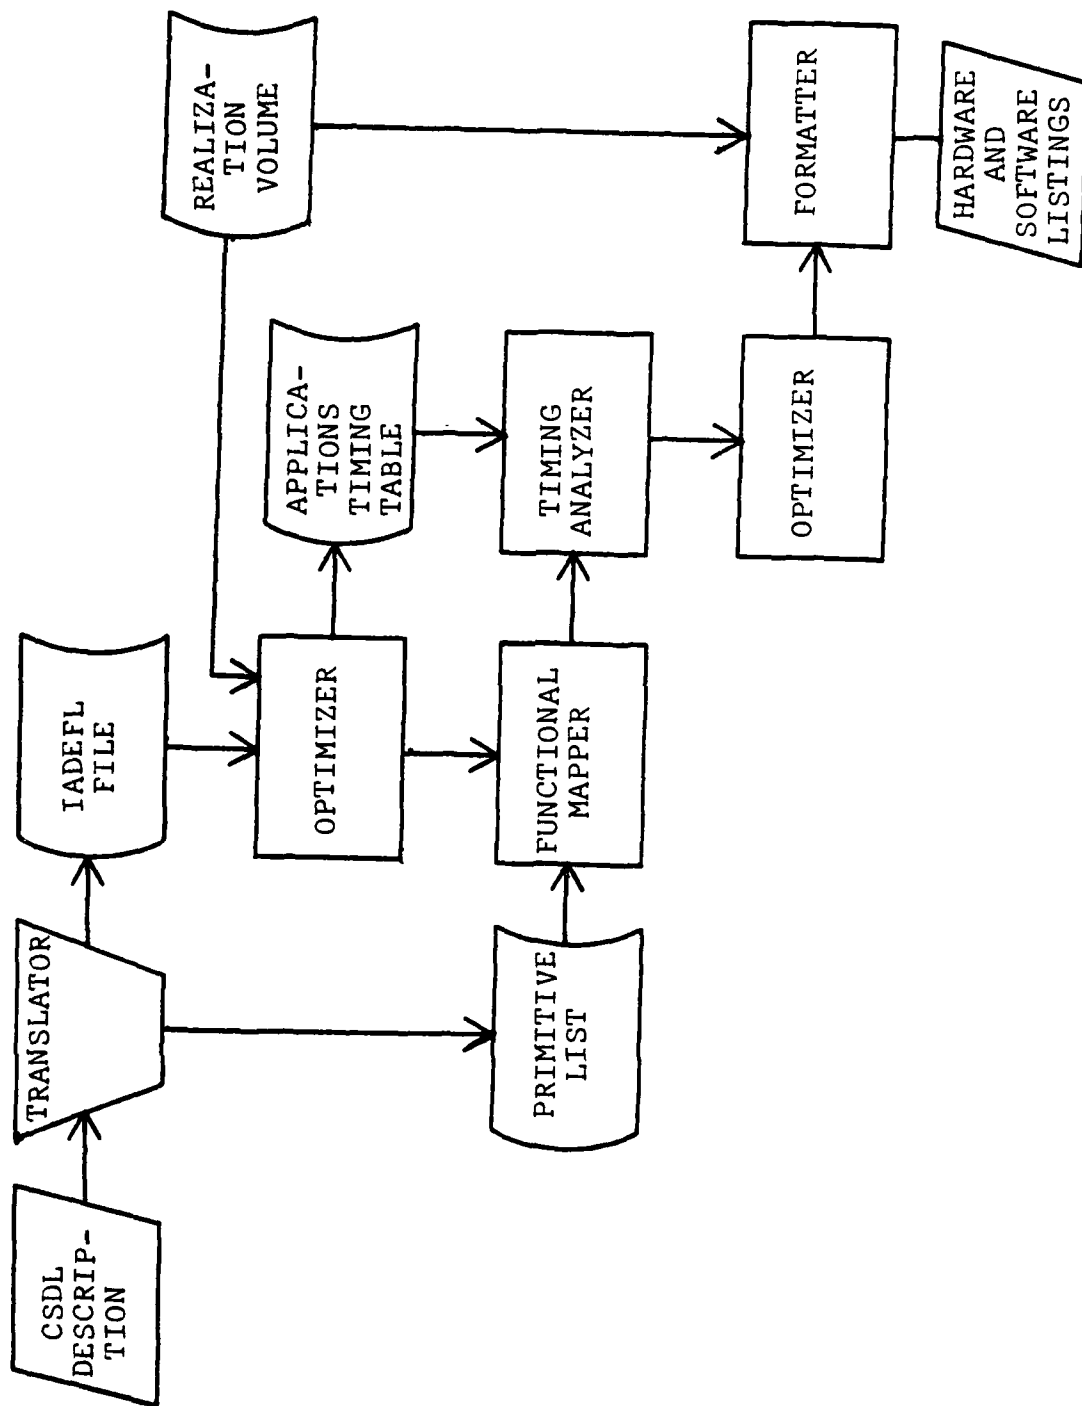 CSDL
DESCRIP-
TION
TRANSLATOR
IADEFL
FILE
REALIZA-
TION
VOLUME
OPTIMIZER
APPLICA-
TIONS
TIMING
TABLE
PRIMITIVE
LIST
FUNCTIONAL
MAPPER
TIMING
ANALYZER
OPTIMIZER
FORMATTER
HARDWARE
AND
SOFTWARE
LISTINGS